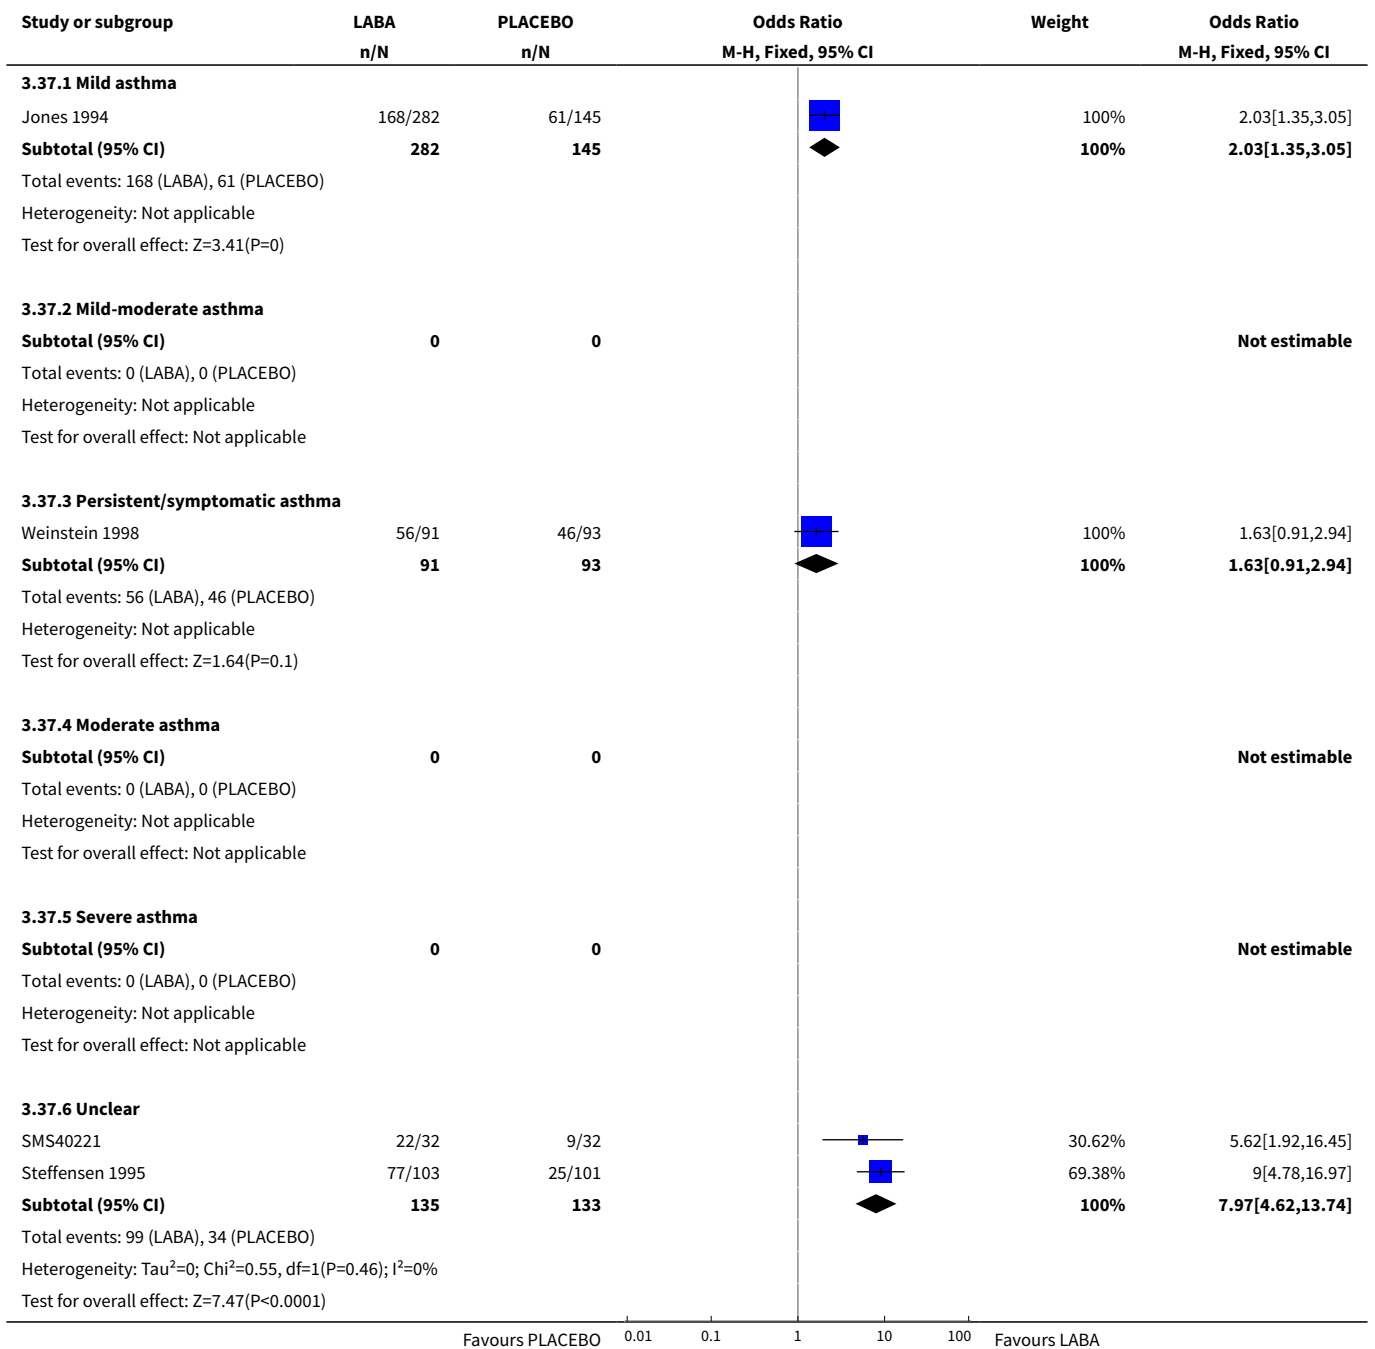 Study or subgroup LABA PLACEBO Odds Ratio Weight Odds Ratio
n/N n/N M-H, Fixed, 95% CI M-H, Fixed, 95% CI
3.37.1 Mild asthma
Jones 1994 168/282 61/145 100% 2.03[1.35,3.05]
Subtotal (95% CI) 282 145 100% 2.03[1.35,3.05]
Total events: 168 (LABA), 61 (PLACEBO)
Heterogeneity: Not applicable
Test for overall effect: Z=3.41(P=0)
3.37.2 Mild-moderate asthma
Subtotal (95% CI) 0 0 Not estimable
Total events: 0 (LABA), 0 (PLACEBO)
Heterogeneity: Not applicable
Test for overall effect: Not applicable
3.37.3 Persistent/symptomatic asthma
Weinstein 1998 56/91 46/93 100% 1.63[0.91,2.94]
Subtotal (95% CI) 91 93 100% 1.63[0.91,2.94]
Total events: 56 (LABA), 46 (PLACEBO)
Heterogeneity: Not applicable
Test for overall effect: Z=1.64(P=0.1)
3.37.4 Moderate asthma
Subtotal (95% CI) 0 0 Not estimable
Total events: 0 (LABA), 0 (PLACEBO)
Heterogeneity: Not applicable
Test for overall effect: Not applicable
3.37.5 Severe asthma
Subtotal (95% CI) 0 0 Not estimable
Total events: 0 (LABA), 0 (PLACEBO)
Heterogeneity: Not applicable
Test for overall effect: Not applicable
3.37.6 Unclear
SMS40221 22/32 9/32 30.62% 5.62[1.92,16.45]
Steffensen 1995 77/103 25/101 69.38% 9[4.78,16.97]
Subtotal (95% CI) 135 133 100% 7.97[4.62,13.74]
Total events: 99 (LABA), 34 (PLACEBO)
Heterogeneity: Tau²=0; Chi²=0.55, df=1(P=0.46); I²=0%
Test for overall effect: Z=7.47(P<0.0001)
Favours PLACEBO 0.01 0.1 1 10 100 Favours LABA